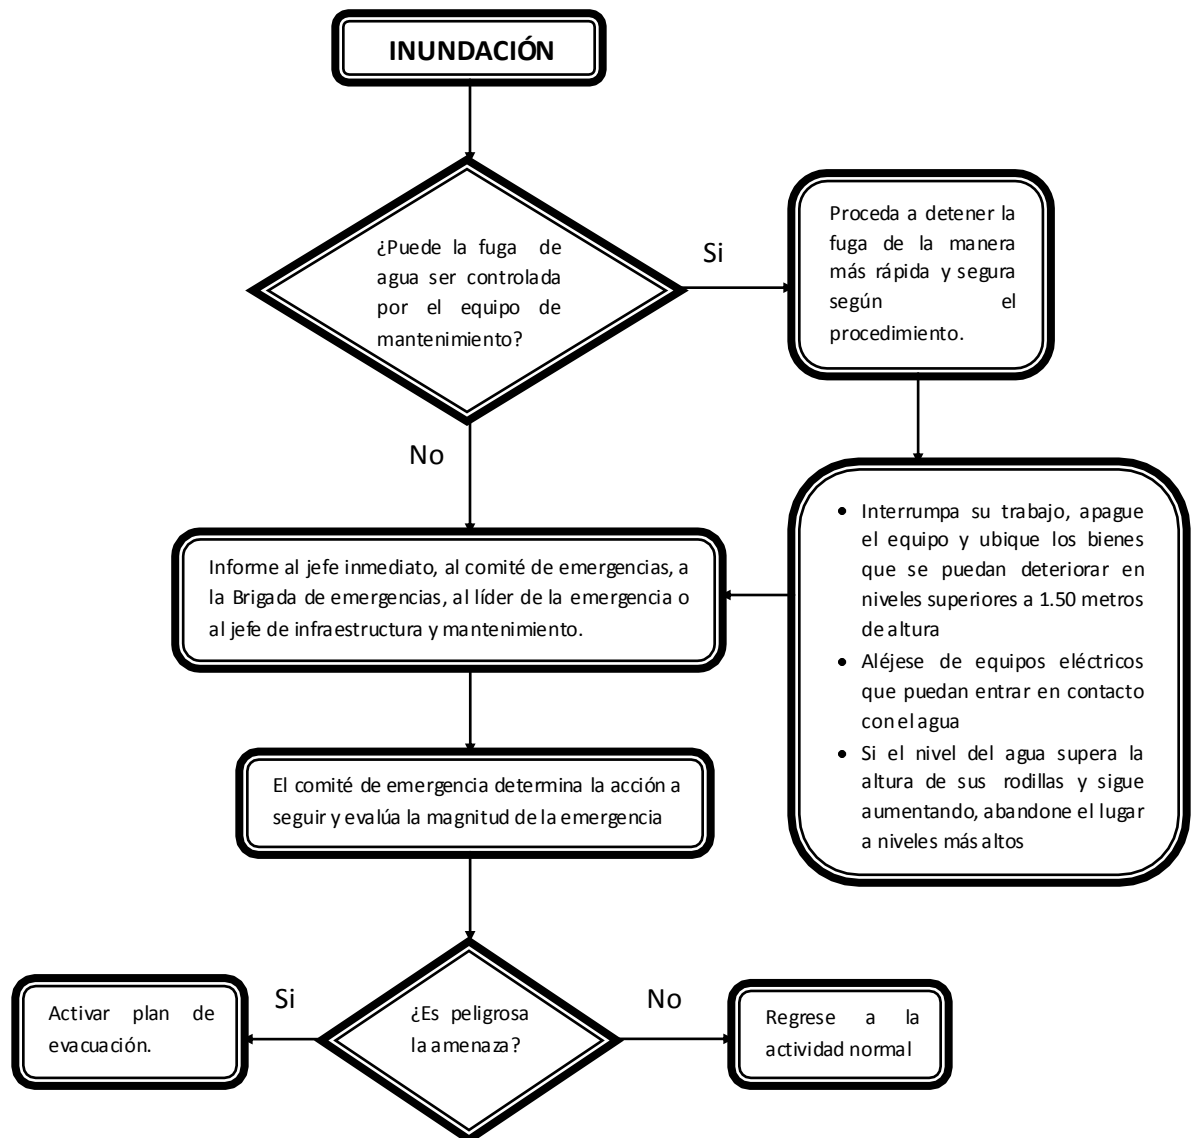 INUNDACIÓN
¿Puede la fuga de
agua ser controlada
por el equipo de
mantenimiento?
Si
Proceda a detener la
fuga de la manera
más rápida y segura
según el
procedimiento.
No
• Interrumpa su trabajo, apague
el equipo y ubique los bienes
que se puedan deteriorar en
niveles superiores a 1.50 metros
de altura
• Aléjese de equipos eléctricos
que puedan entrar en contacto
con el agua
• Si el nivel del agua supera la
altura de sus rodillas y sigue
aumentando, abandone el lugar
a niveles más altos
Informe al jefe inmediato, al comité de emergencias, a
la Brigada de emergencias, al líder de la emergencia o
al jefe de infraestructura y mantenimiento.
El comité de emergencia determina la acción a
seguir y evalúa la magnitud de la emergencia
¿Es peligrosa
la amenaza?
Si
Activar plan de
evacuación.
No
Regrese a la
actividad normal